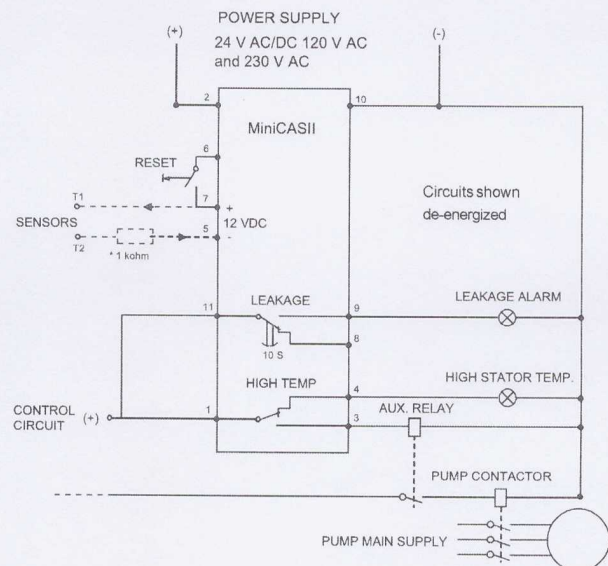 POWER SUPPLY
(+)
24 V AC/DC 120 V AC
and 230 V AC
(-)
2
10
MiniCASII
6
RESET
T1
7
+
12 VDC
SENSORS
5
-
T2
* 1 kohm
Circuits shown
de-energized
11
LEAKAGE
9
LEAKAGE ALARM
8
10 S
HIGH TEMP
4
HIGH STATOR TEMP.
AUX. RELAY
CONTROL
CIRCUIT
(+)
1
3
PUMP CONTACTOR
PUMP MAIN SUPPLY